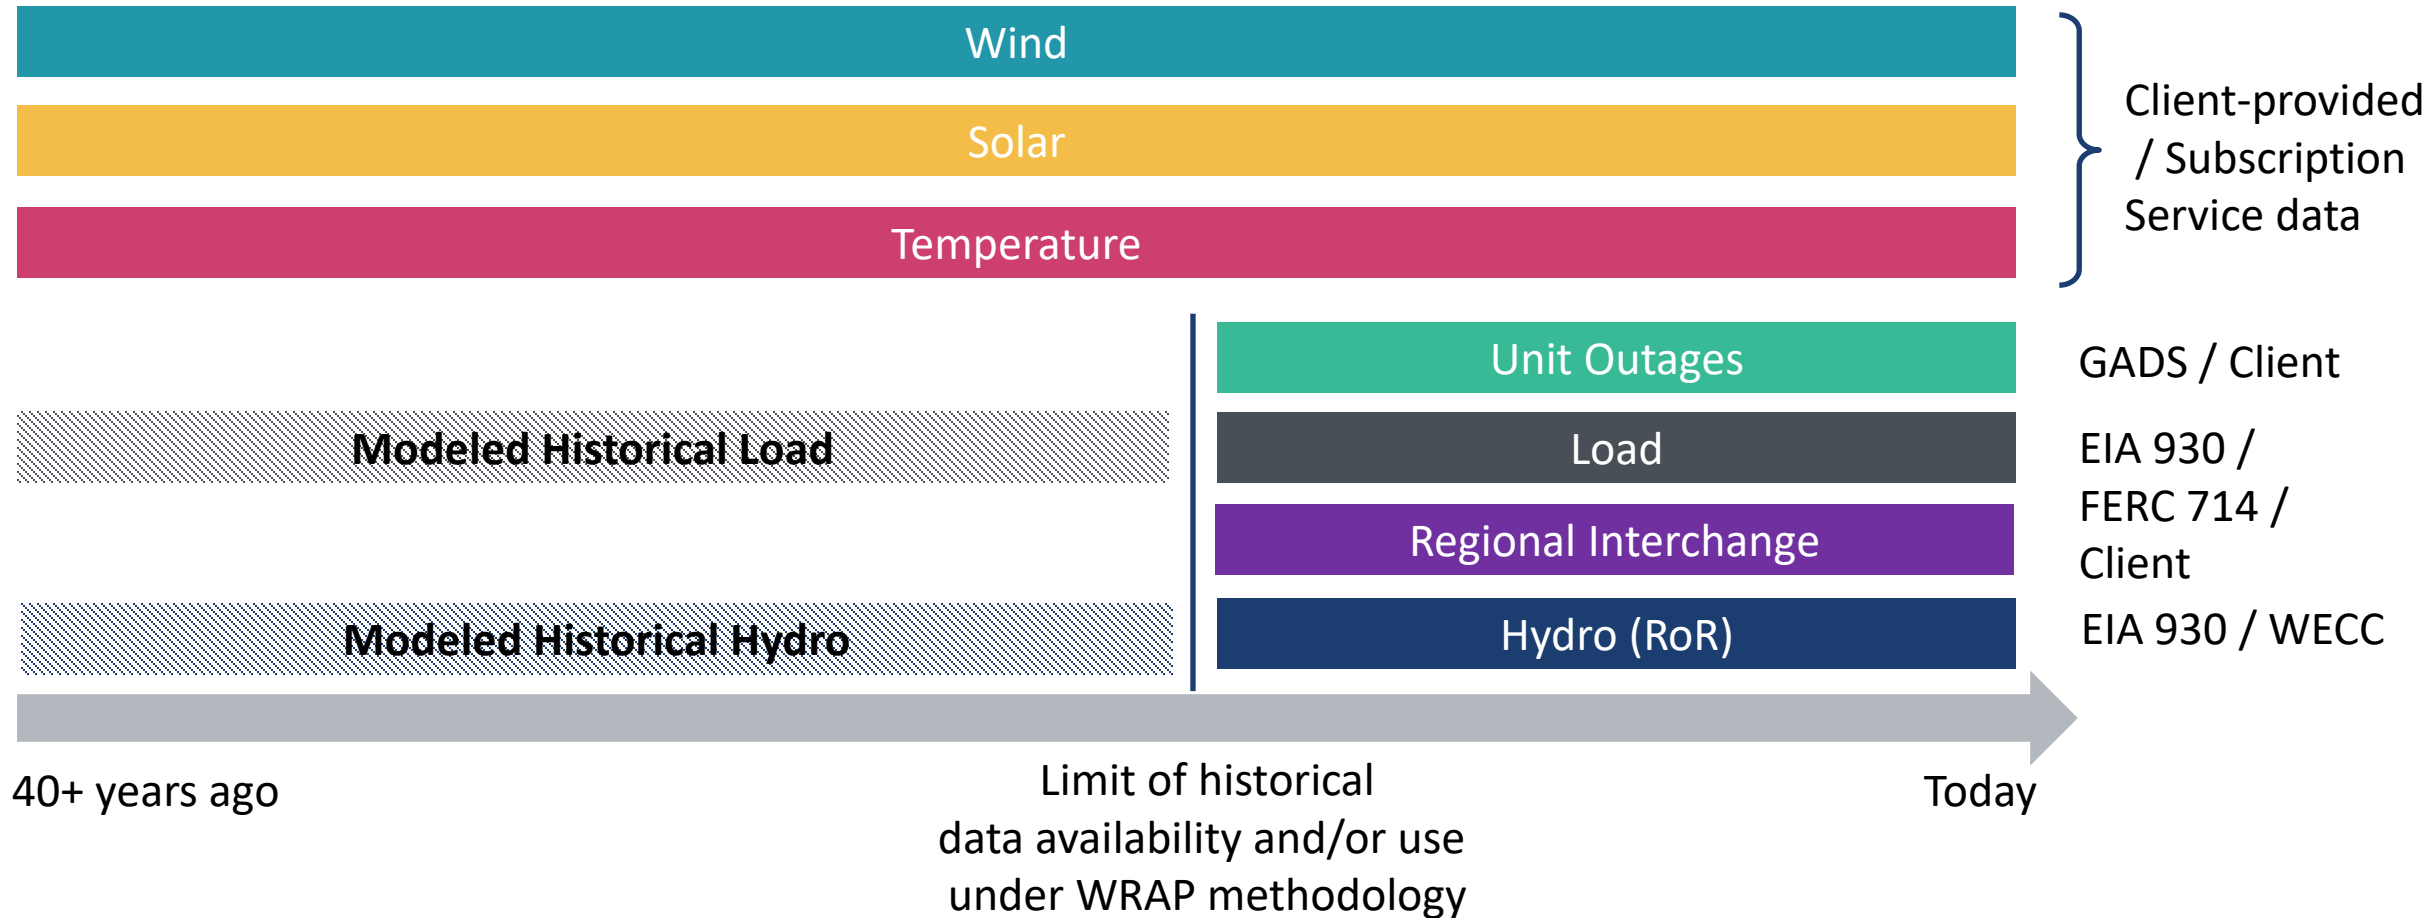 Wind
Solar
Temperature
Client-provided
/ Subscription
Service data
Unit Outages
GADS / Client
Modeled Historical Load
Load
EIA 930 /
FERC 714 /
Client
Regional Interchange
Modeled Historical Hydro
Hydro (RoR)
EIA 930 / WECC
40+ years ago
Limit of historical
data availability and/or use
under WRAP methodology
Today